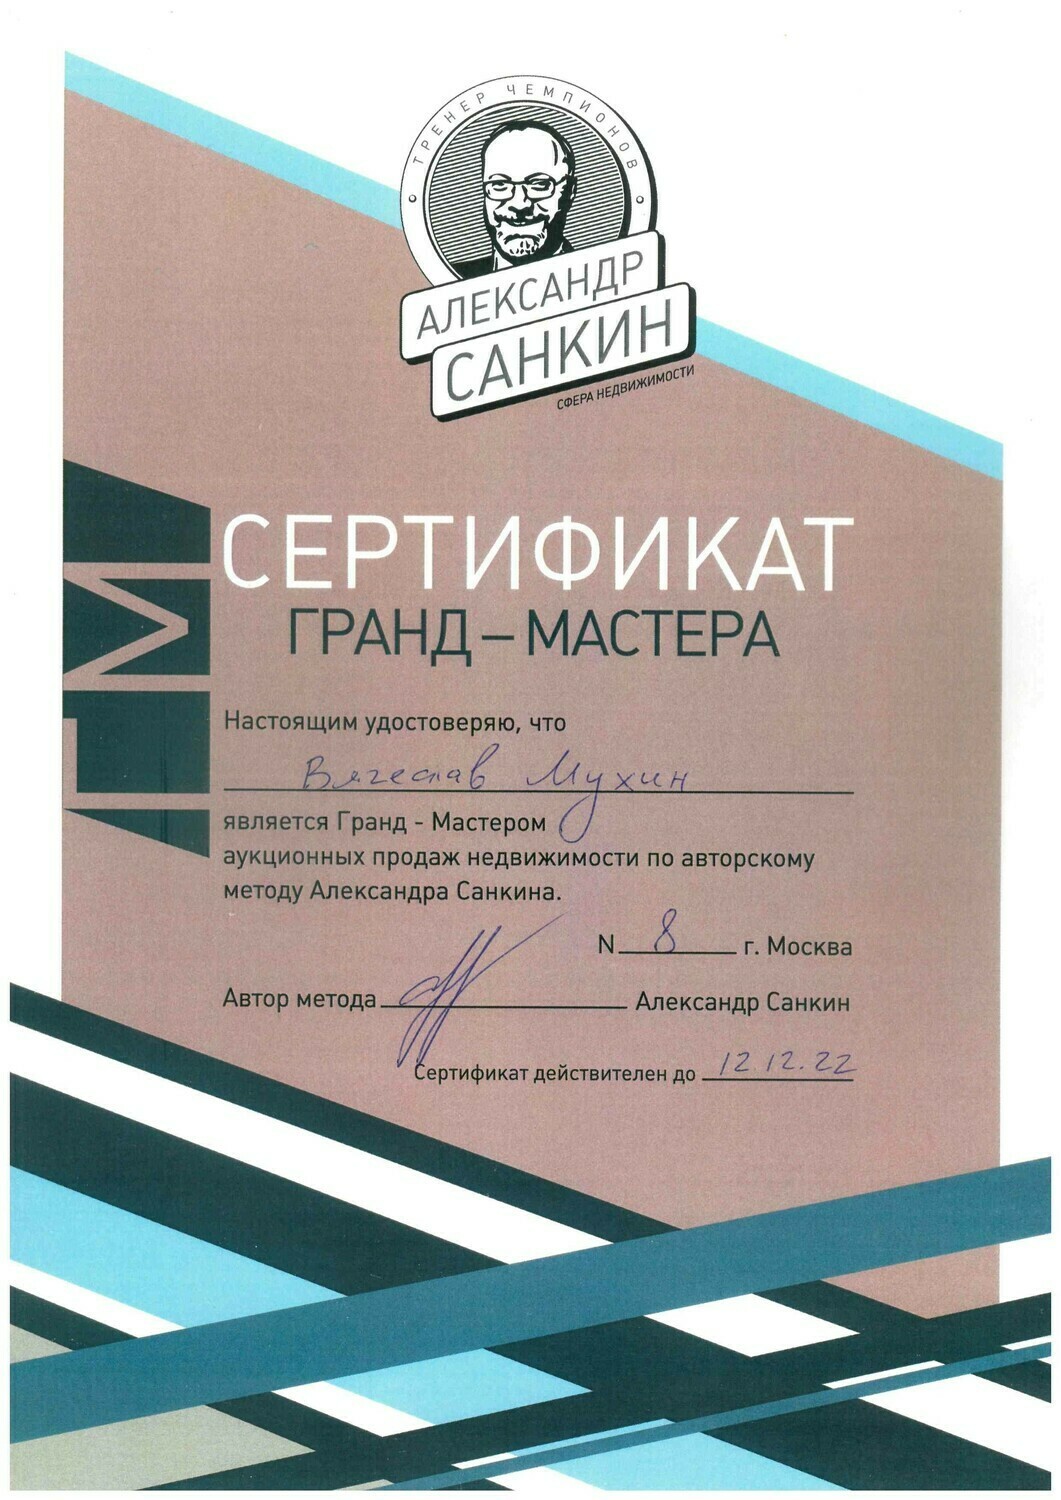 ТРЕНЕР ЧЕМПИОНОВ
АЛЕКСАНДР
САНКИН
СФЕРА НЕДВИЖИМОСТИ
ГМ
СЕРТИФИКАТ
ГРАНД – МАСТЕРА
Настоящим удостоверяю, что
Вячеслав Мухин
является Гранд - Мастером
аукционных продаж недвижимости по авторскому
методу Александра Санкина.
N 8 г. Москва
Автор метода Александр Санкин
Сертификат действителен до 12.12.22